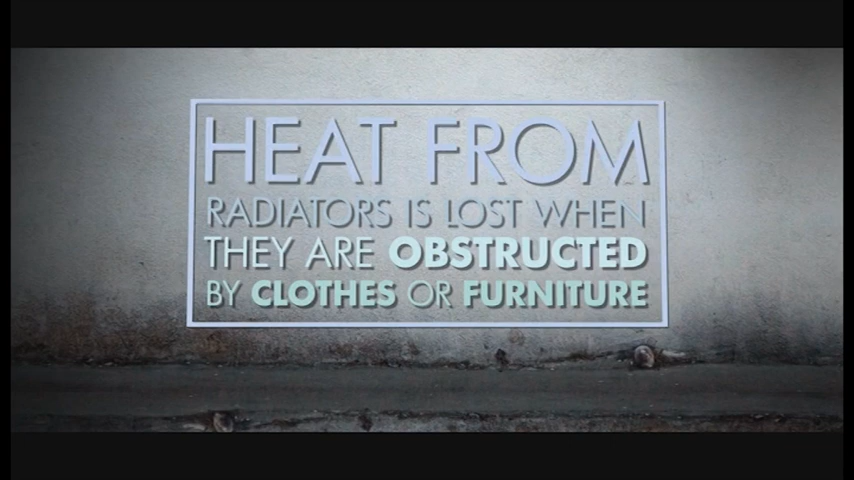 HEAT FROM
RADIATORS IS LOST WHEN
THEY ARE OBSTRUCTED
BY CLOTHES OR FURNITURE